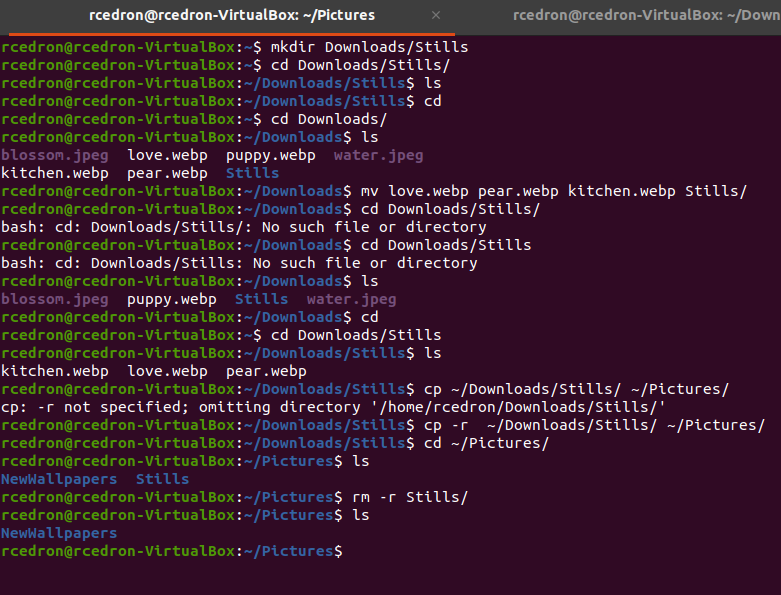 rcedron@rcedron-VirtualBox: ~/Pictures × rcedron@rcedron-VirtualBox: ~/Down
rcedron@rcedron-VirtualBox:~$ mkdir Downloads/Stills
rcedron@rcedron-VirtualBox:~$ cd Downloads/Stills/
rcedron@rcedron-VirtualBox:~/Downloads/Stills$ ls
rcedron@rcedron-VirtualBox:~/Downloads/Stills$ cd
rcedron@rcedron-VirtualBox:~$ cd Downloads/
rcedron@rcedron-VirtualBox:~/Downloads$ ls
blossom.jpeg  love.webp  puppy.webp  water.jpeg
kitchen.webp  pear.webp  Stills
rcedron@rcedron-VirtualBox:~/Downloads$ mv love.webp pear.webp kitchen.webp Stills/
rcedron@rcedron-VirtualBox:~/Downloads$ cd Downloads/Stills/
bash: cd: Downloads/Stills/: No such file or directory
rcedron@rcedron-VirtualBox:~/Downloads$ cd Downloads/Stills
bash: cd: Downloads/Stills: No such file or directory
rcedron@rcedron-VirtualBox:~/Downloads$ ls
blossom.jpeg  puppy.webp  Stills  water.jpeg
rcedron@rcedron-VirtualBox:~/Downloads$ cd
rcedron@rcedron-VirtualBox:~$ cd Downloads/Stills
rcedron@rcedron-VirtualBox:~/Downloads/Stills$ ls
kitchen.webp  love.webp  pear.webp
rcedron@rcedron-VirtualBox:~/Downloads/Stills$ cp ~/Downloads/Stills/ ~/Pictures/
cp: -r not specified; omitting directory '/home/rcedron/Downloads/Stills/'
rcedron@rcedron-VirtualBox:~/Downloads/Stills$ cp -r  ~/Downloads/Stills/ ~/Pictures/
rcedron@rcedron-VirtualBox:~/Downloads/Stills$ cd ~/Pictures/
rcedron@rcedron-VirtualBox:~/Pictures$ ls
NewWallpapers  Stills
rcedron@rcedron-VirtualBox:~/Pictures$ rm -r Stills/
rcedron@rcedron-VirtualBox:~/Pictures$ ls
NewWallpapers
rcedron@rcedron-VirtualBox:~/Pictures$